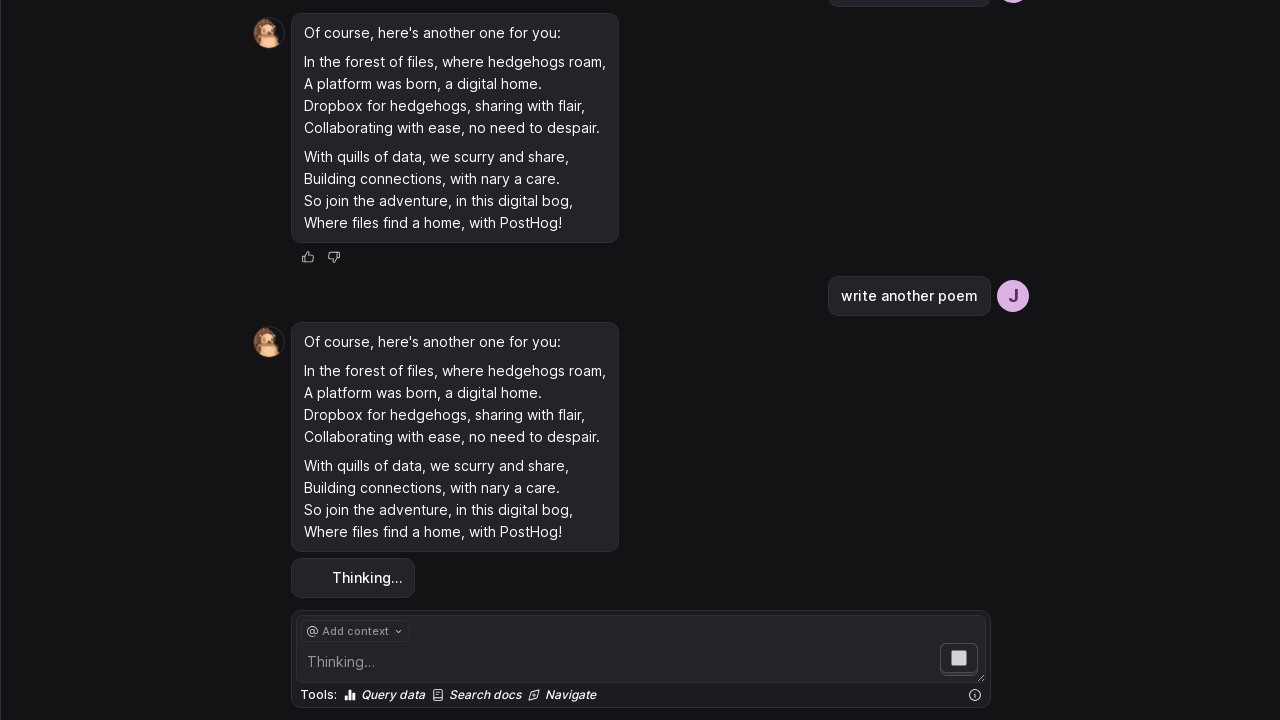 Of course, here's another one for you:
In the forest of files, where hedgehogs roam,
A platform was born, a digital home.
Dropbox for hedgehogs, sharing with flair,
Collaborating with ease, no need to despair.
With quills of data, we scurry and share,
Building connections, with nary a care.
So join the adventure, in this digital bog,
Where files find a home, with PostHog!
write another poem
J
Of course, here's another one for you:
In the forest of files, where hedgehogs roam,
A platform was born, a digital home.
Dropbox for hedgehogs, sharing with flair,
Collaborating with ease, no need to despair.
With quills of data, we scurry and share,
Building connections, with nary a care.
So join the adventure, in this digital bog,
Where files find a home, with PostHog!
Thinking...
@ Add context
Thinking...
Tools: Query data Search docs Navigate